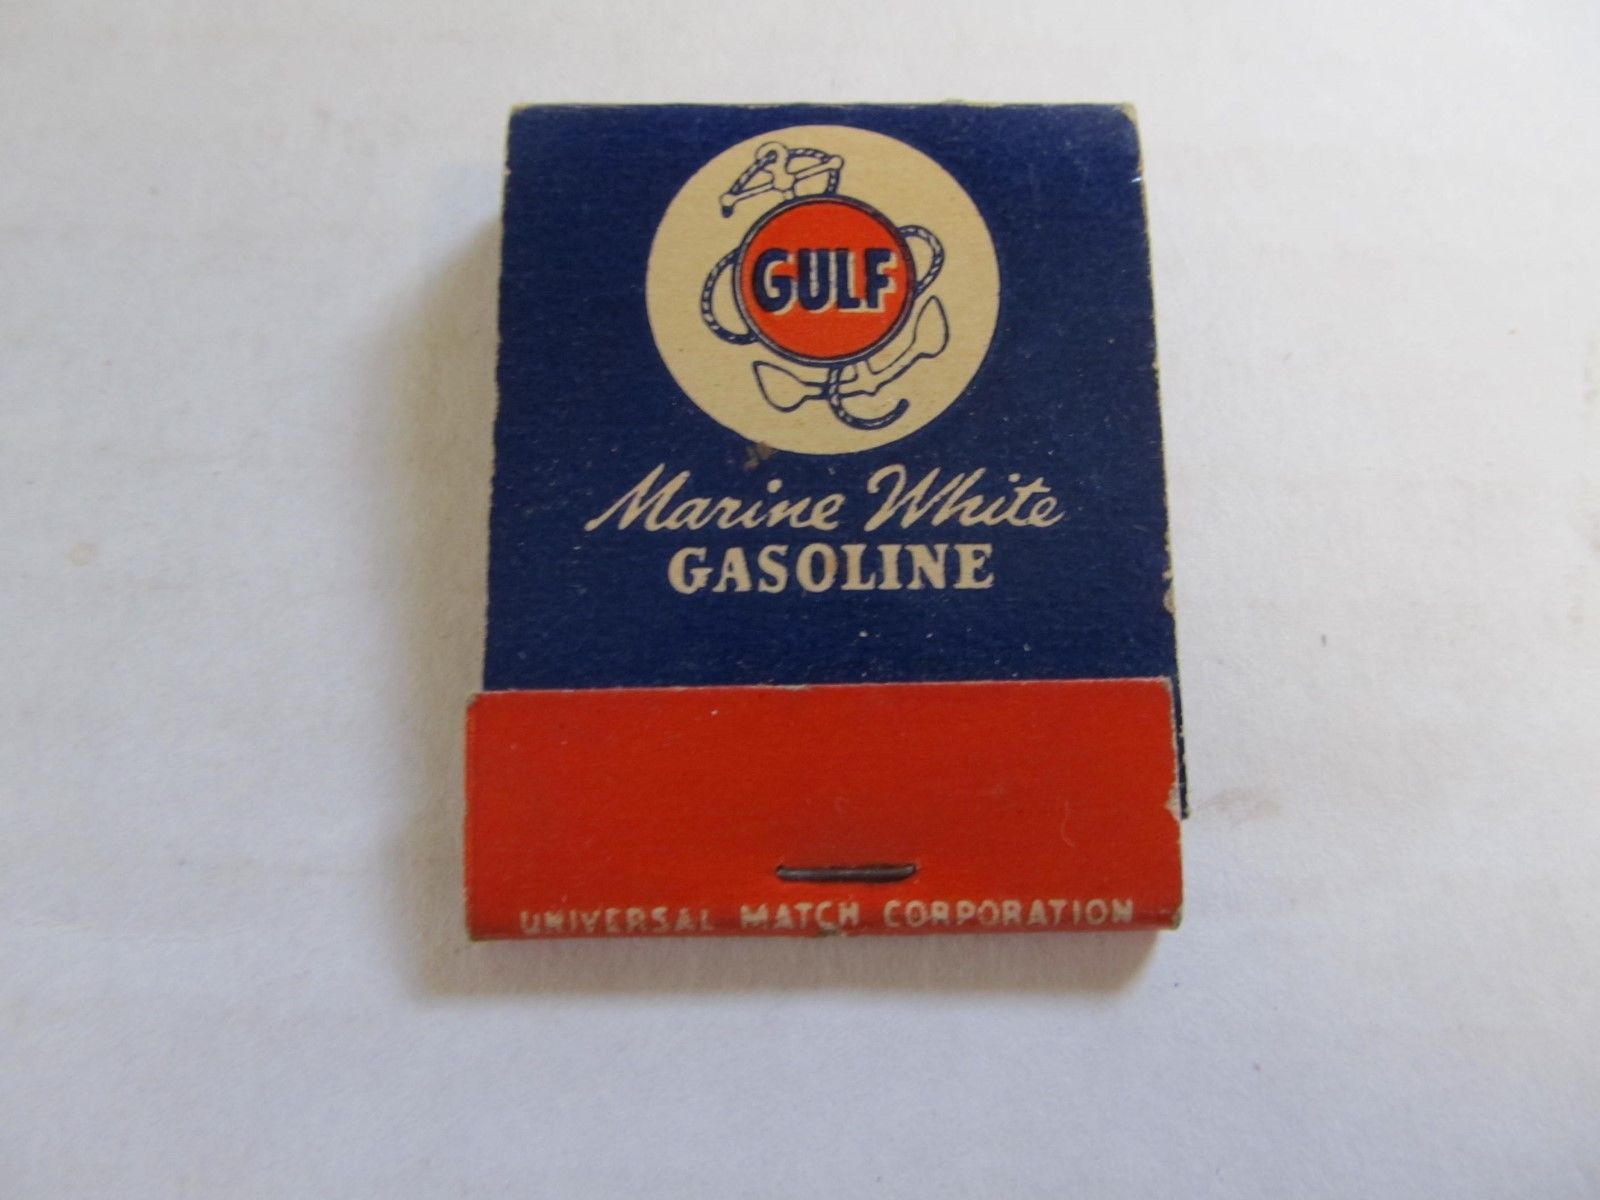 GULF
Marine White
GASOLINE
UNIVERSAL MATCH CORPORATION